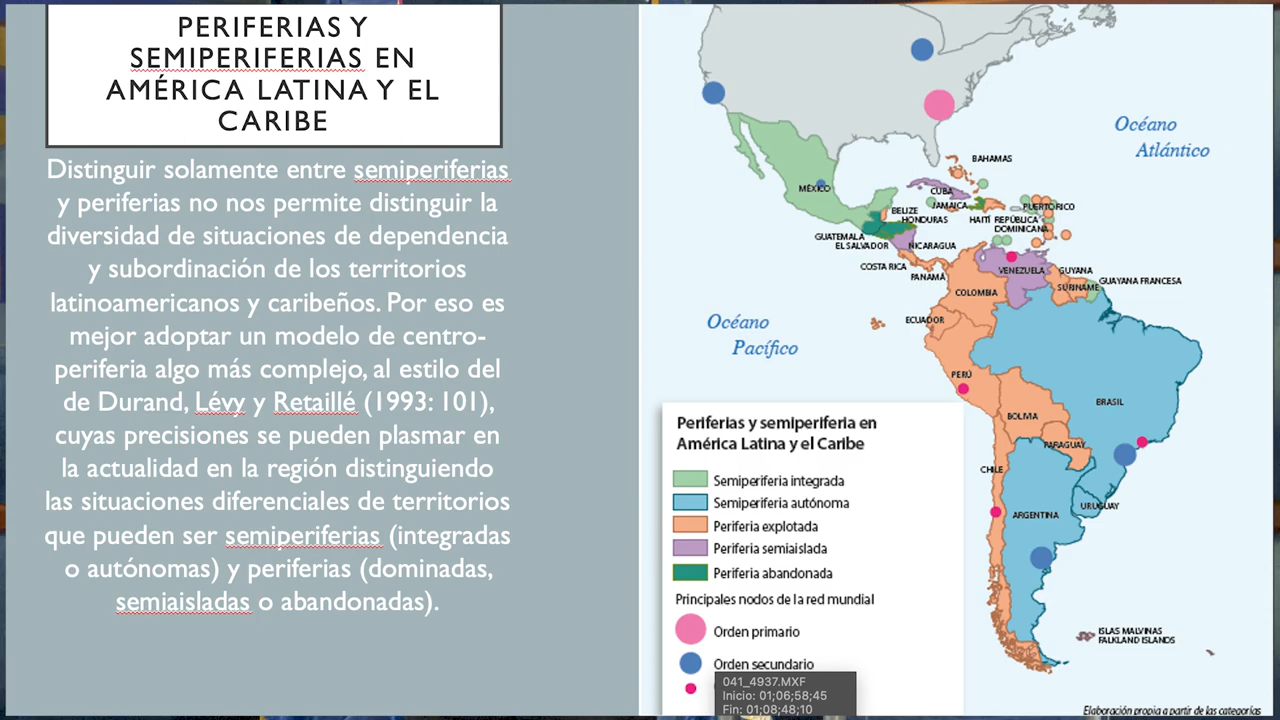 PERIFERIAS Y
SEMIPERIFERIAS EN
AMÉRICA LATINA Y EL
CARIBE
Distinguir solamente entre semiperiferias
y periferias no nos permite distinguir la
diversidad de situaciones de dependencia
y subordinación de los territorios
latinoamericanos y caribeños. Por eso es
mejor adoptar un modelo de centro-
periferia algo más complejo, al estilo del
de Durand, Lévy y Retaillé (1993: 101),
cuyas precisiones se pueden plasmar en
la actualidad en la región distinguiendo
las situaciones diferenciales de territorios
que pueden ser semiperiferias (integradas
o autónomas) y periferias (dominadas,
semiaisladas o abandonadas).
Océano
Atlántico
BAHAMAS
MÉXICO
CUBA
JAMAICA
PUERTO RICO
BELIZE
HONDURAS
HAITÍ
REPÚBLICA
DOMINICANA
GUATEMALA
EL SALVADOR
NICARAGUA
COSTA RICA
PANAMÁ
VENEZUELA
GUYANA
SURINAME
GUAYANA FRANCESA
COLOMBIA
ECUADOR
Océano
Pacífico
PERÚ
BRASIL
BOLIVIA
PARAGUAY
CHILE
ARGENTINA
URUGUAY
ISLAS MALVINAS
FALKLAND ISLANDS
Periferias y semiperiferia en
América Latina y el Caribe
Semiperiferia integrada
Semiperiferia autónoma
Periferia explotada
Periferia semiaislada
Periferia abandonada
Principales nodos de la red mundial
Orden primario
Orden secundario
041_4937.MXF
Inicio: 01;06;58;45
Fin: 01;08;48;10
Elaboración propia a partir de las categorías